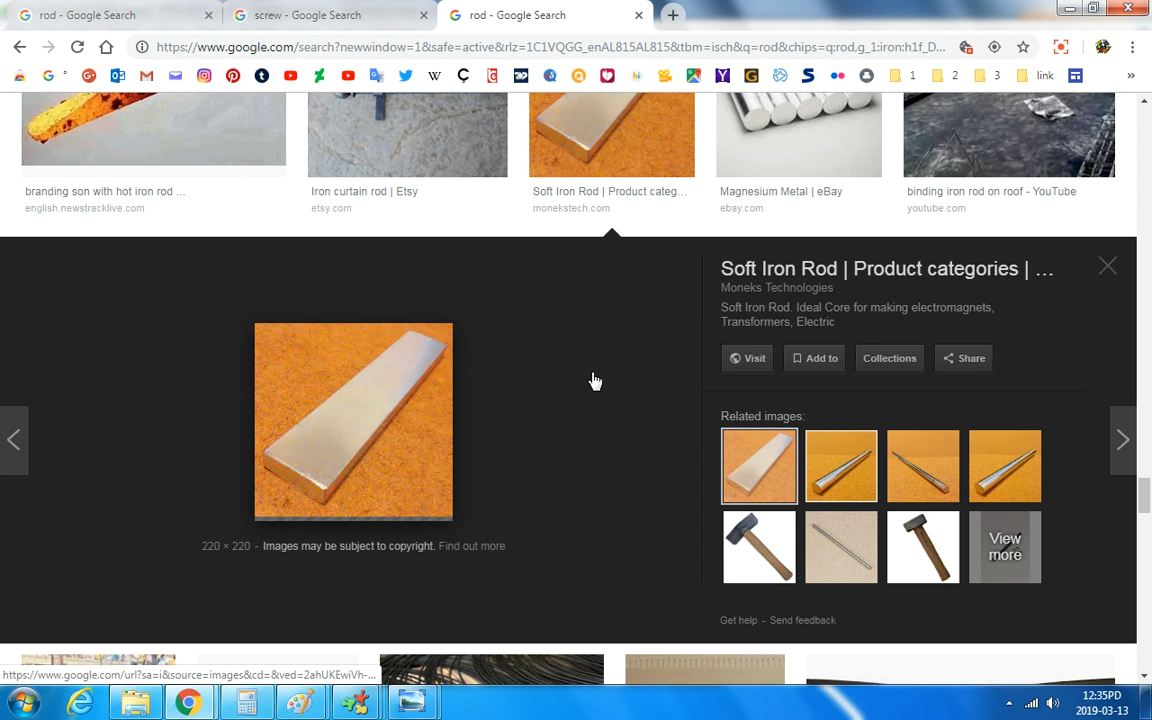 rod - Google Search
screw - Google Search
rod - Google Search
https://www.google.com/search?newwindow=1&safe=active&rlz=1C1VQGG_enAL815AL815&tbm=isch&q=rod&chips=q:rod,g_1:iron:h1f_D...
hi
1
2
3
link
»
branding son with hot iron rod ...
english.newstracklive.com
Iron curtain rod | Etsy
etsy.com
Soft Iron Rod | Product categ...
monekstech.com
Magnesium Metal | eBay
ebay.com
binding iron rod on roof - YouTube
youtube.com
Soft Iron Rod | Product categories | ...
Moneks Technologies
Soft Iron Rod. Ideal Core for making electromagnets,
Transformers, Electric
Visit
Add to
Collections
Share
Related images:
View
more
220 × 220 - Images may be subject to copyright. Find out more
Get help - Send feedback
https://www.google.com/url?sa=i&source=images&cd=&ved=2ahUKEwiVh-...
12:35PD
2019-03-13